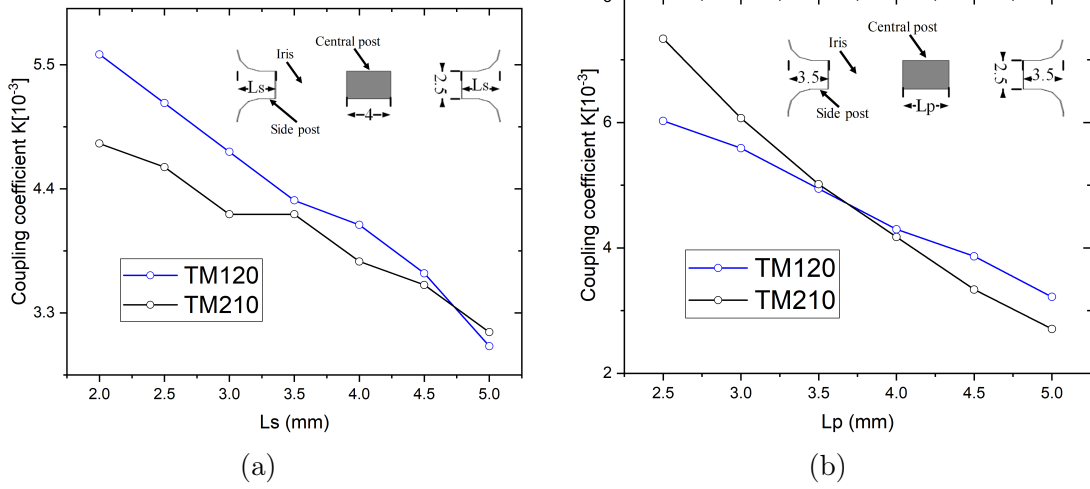 Coupling coefficient K[10-3]
5.5
4.4
3.3
Central post
Iris
Ls
2.5
Ls
4
Side post
TM120
TM210
2.0 2.5 3.0 3.5 4.0 4.5 5.0
Ls (mm)
(a)
Coupling coefficient K[10-3]
6
4
2
Central post
Iris
3.5
2.5
3.5
Side post
Lp
TM120
TM210
2.5 3.0 3.5 4.0 4.5 5.0
Lp (mm)
(b)